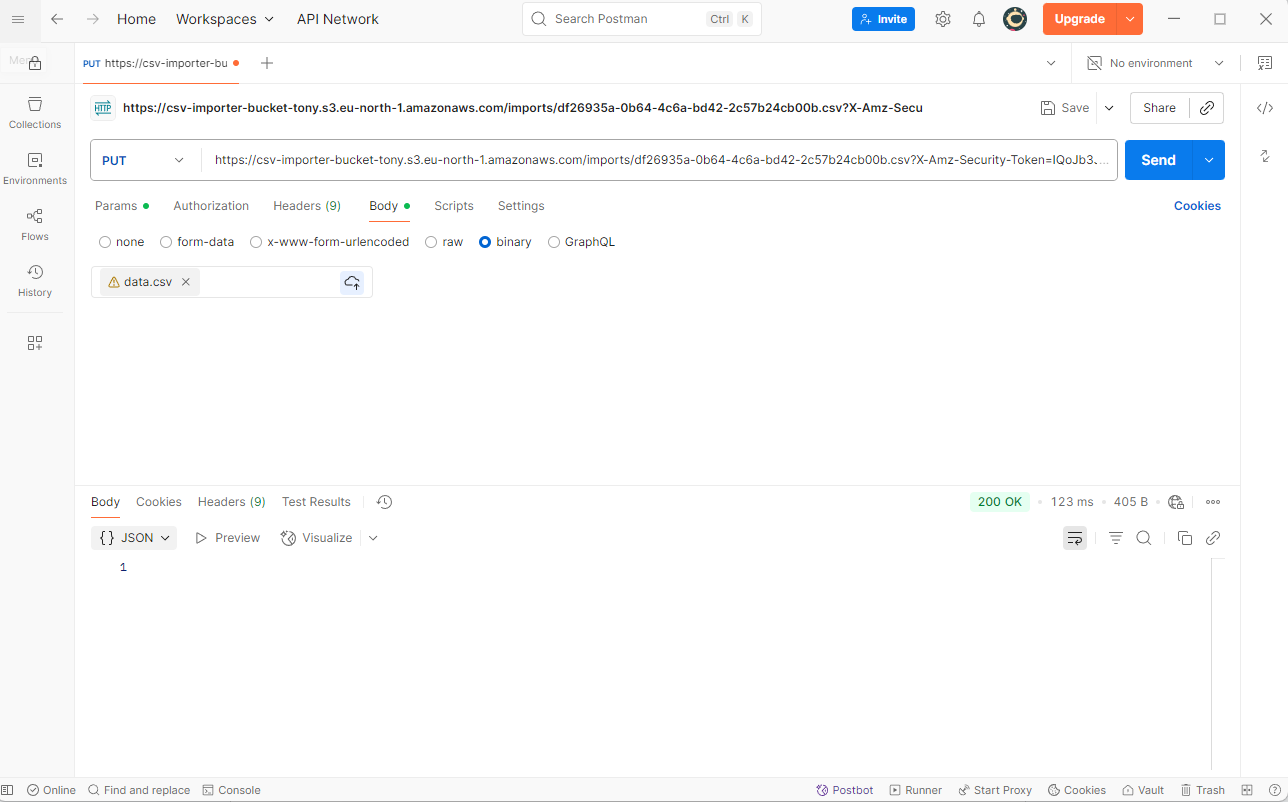 Home Workspaces API Network Search Postman Ctrl K Invite Upgrade
PUT https://csv-importer-bu No environment
https://csv-importer-bucket-tony.s3.eu-north-1.amazonaws.com/imports/df26935a-0b64-4c6a-bd42-2c57b24cb00b.csv?X-Amz-Secu Save Share
HTTP
PUT https://csv-importer-bucket-tony.s3.eu-north-1.amazonaws.com/imports/df26935a-0b64-4c6a-bd42-2c57b24cb00b.csv?X-Amz-Security-Token=IQoJb3... Send
Collections
Environments
Flows
History
Params Authorization Headers (9) Body Scripts Settings Cookies
none form-data x-www-form-urlencoded raw binary GraphQL
data.csv
Body Cookies Headers (9) Test Results 200 OK 123 ms 405 B
{} JSON Preview Visualize
1
Online Find and replace Console Postbot Runner Start Proxy Cookies Vault Trash